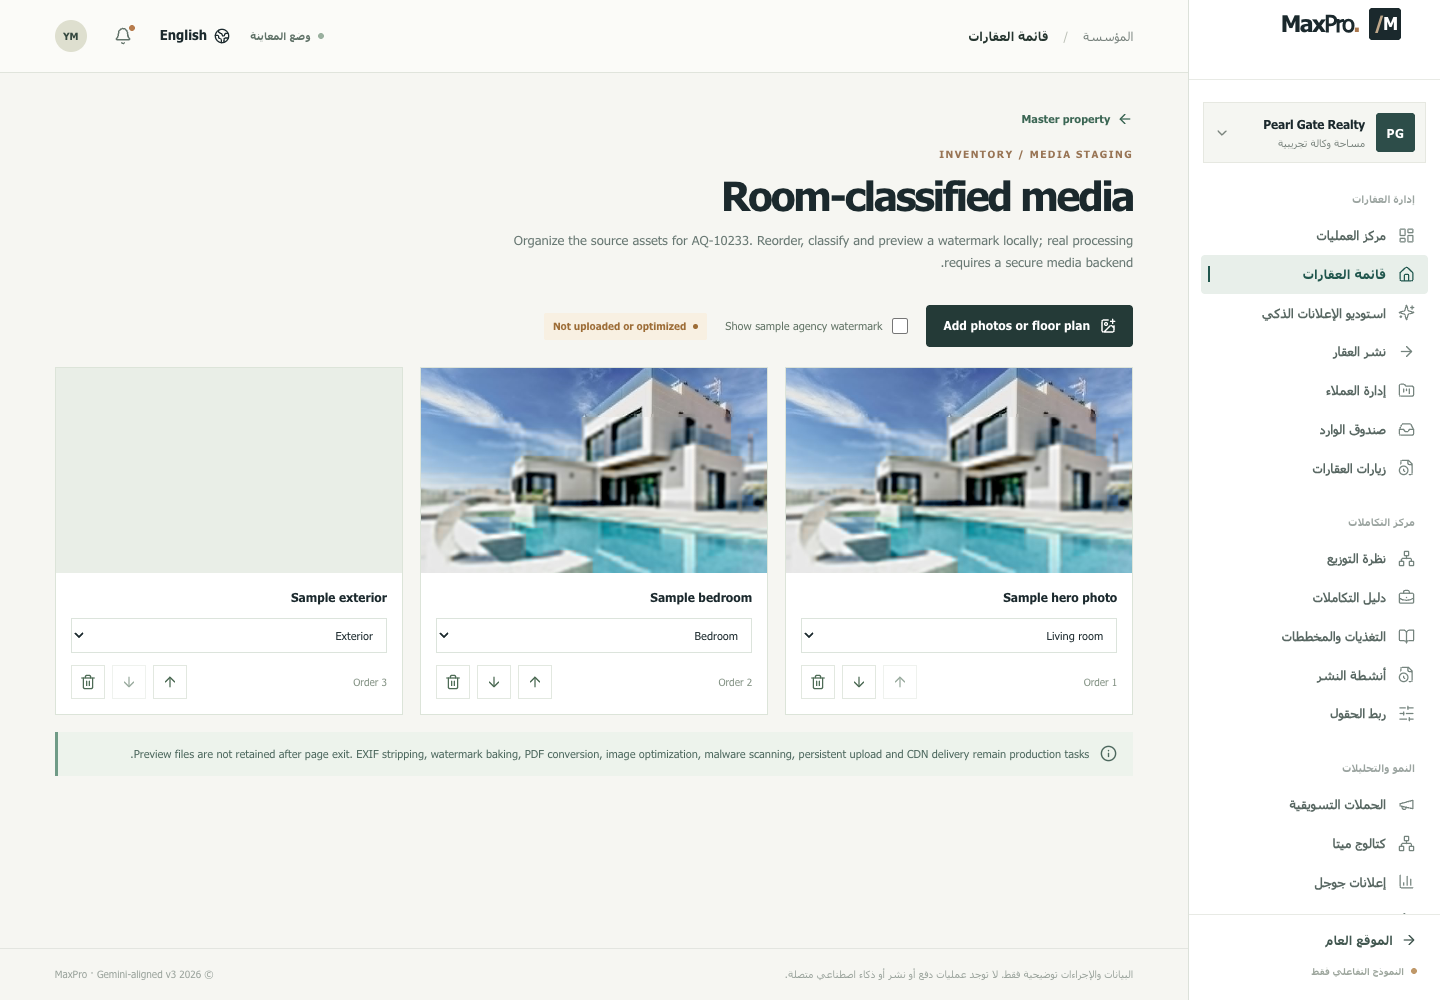 MaxPro.
/M
المؤسسة / قائمة العقارات
وضع المعاينة
English
YM
PG
Pearl Gate Realty
مساحة وكالة تجريبية
إدارة العقارات
مركز العمليات
قائمة العقارات
استوديو الإعلانات الذكي
نشر العقار
إدارة العملاء
صندوق الوارد
زيارات العقارات
مركز التكاملات
نظرة التوزيع
دليل التكاملات
التغذيات والمخططات
أنشطة النشر
ربط الحقول
النمو والتحليلات
الحملات التسويقية
كتالوج ميتا
إعلانات جوجل
الموقع العام
النموذج التفاعلي فقط
Master property
INVENTORY / MEDIA STAGING
Room-classified media
Organize the source assets for AQ-10233. Reorder, classify and preview a watermark locally; real processing
.requires a secure media backend
Add photos or floor plan
Show sample agency watermark
Not uploaded or optimized
Sample hero photo
Living room
Order 1
Sample bedroom
Bedroom
Order 2
Sample exterior
Exterior
Order 3
.Preview files are not retained after page exit. EXIF stripping, watermark baking, PDF conversion, image optimization, malware scanning, persistent upload and CDN delivery remain production tasks
البيانات والإجراءات توضيحية فقط. لا توجد عمليات دفع أو نشر أو ذكاء اصطناعي متصلة.
MaxPro · Gemini-aligned v3 2026 ©